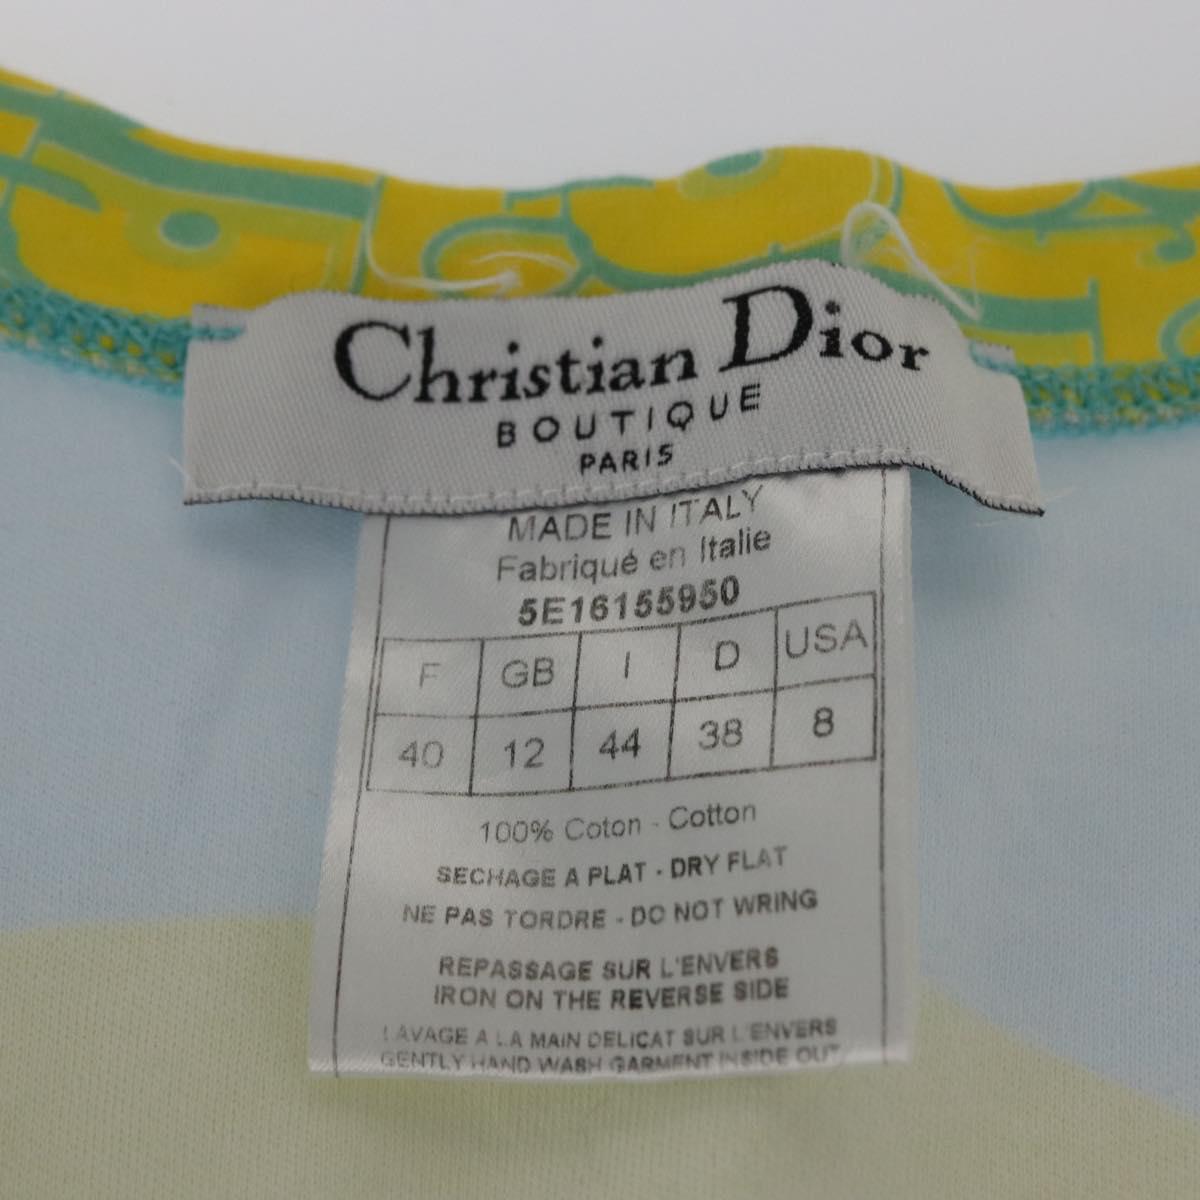 Christian Dior
BOUTIQUE
PARIS
MADE IN ITALY
Fabriqué en Italie
5E16155950
F GB I D USA
40 12 44 38 8
100% Coton - Cotton
SECHAGE A PLAT - DRY FLAT
NE PAS TORDRE - DO NOT WRING
REPASSAGE SUR L'ENVERS
IRON ON THE REVERSE SIDE
LAVAGE A LA MAIN DELICAT SUR L'ENVERS
GENTLY HAND WASH GARMENT INSIDE OUT